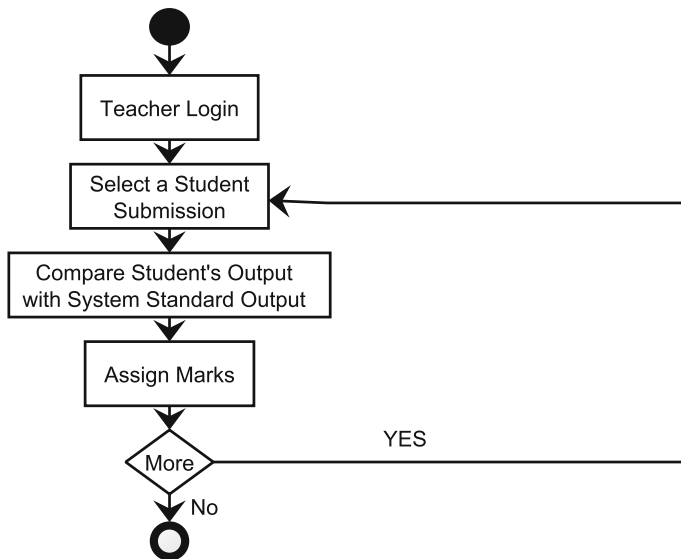 Teacher Login
Select a Student
Submission
Compare Student's Output
with System Standard Output
Assign Marks
YES
More
No